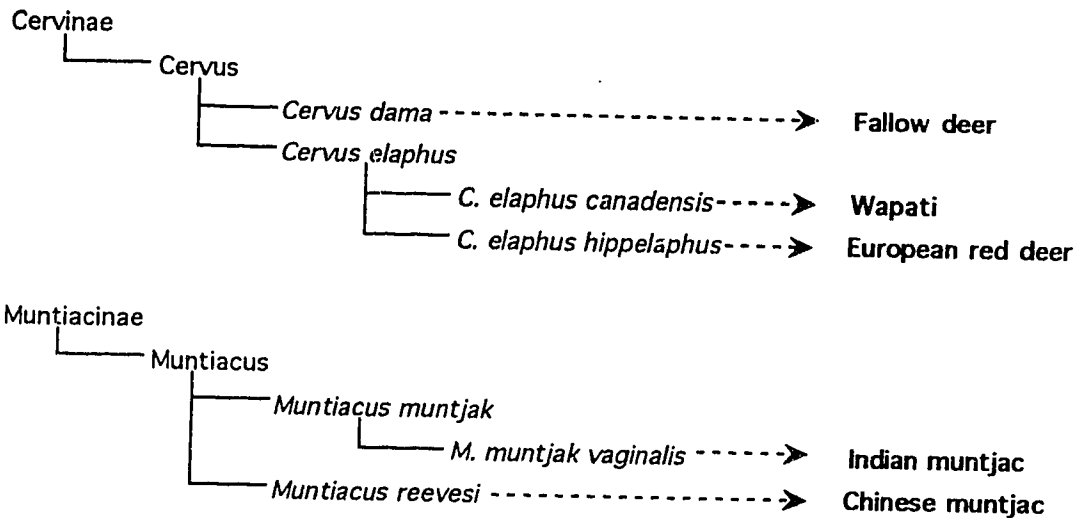 Cervinae
Cervus
Cervus dama Fallow deer
Cervus elaphus
C. elaphus canadensis Wapati
C. elaphus hippelaphus European red deer
Muntiacinae
Muntiacus
Muntiacus muntjak
M. muntjak vaginalis Indian muntjac
Muntiacus reevesi Chinese muntjac